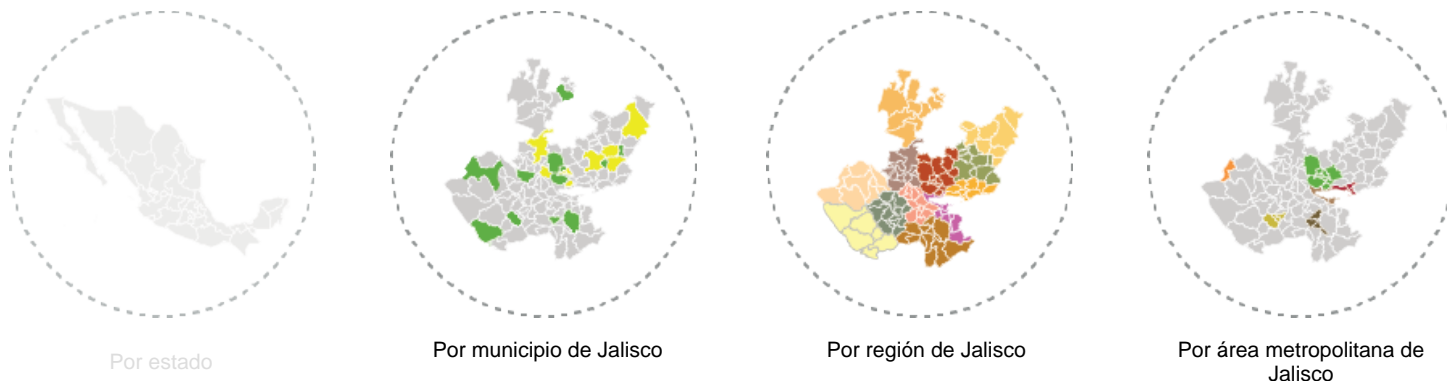 Por estado
Por municipio de Jalisco
Por región de Jalisco
Por área metropolitana de
Jalisco